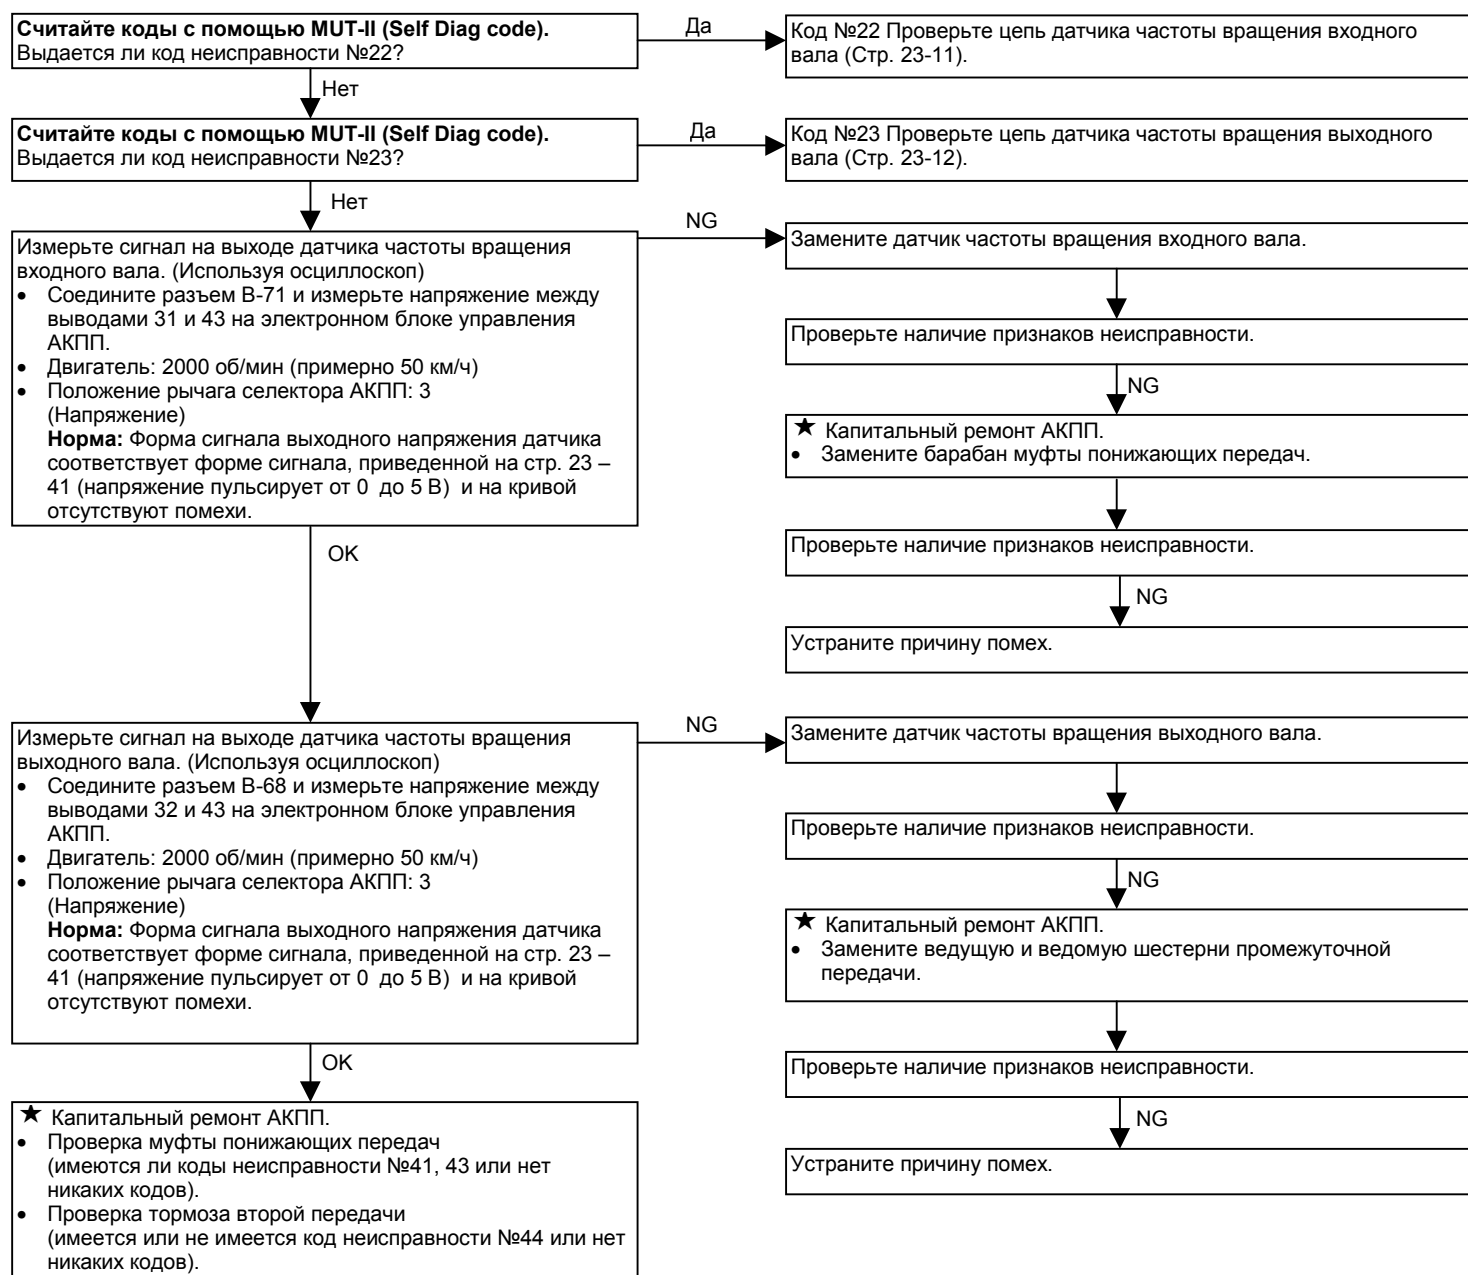 Считайте коды с помощью MUT-II (Self Diag code).
Выдается ли код неисправности №22?
Да
Код №22 Проверьте цепь датчика частоты вращения входного
вала (Стр. 23-11).
Нет
Считайте коды с помощью MUT-II (Self Diag code).
Выдается ли код неисправности №23?
Да
Код №23 Проверьте цепь датчика частоты вращения выходного
вала (Стр. 23-12).
Нет
Измерьте сигнал на выходе датчика частоты вращения
входного вала. (Используя осциллоскоп)
• Соедините разъем В-71 и измерьте напряжение между
выводами 31 и 43 на электронном блоке управления
АКПП.
• Двигатель: 2000 об/мин (примерно 50 км/ч)
• Положение рычага селектора АКПП: 3
(Напряжение)
Норма: Форма сигнала выходного напряжения датчика
соответствует форме сигнала, приведенной на стр. 23 –
41 (напряжение пульсирует от 0 до 5 В) и на кривой
отсутствуют помехи.
NG
Замените датчик частоты вращения входного вала.
Проверьте наличие признаков неисправности.
NG
★ Капитальный ремонт АКПП.
• Замените барабан муфты понижающих передач.
Проверьте наличие признаков неисправности.
NG
Устраните причину помех.
OK
Измерьте сигнал на выходе датчика частоты вращения
выходного вала. (Используя осциллоскоп)
• Соедините разъем В-68 и измерьте напряжение между
выводами 32 и 43 на электронном блоке управления
АКПП.
• Двигатель: 2000 об/мин (примерно 50 км/ч)
• Положение рычага селектора АКПП: 3
(Напряжение)
Норма: Форма сигнала выходного напряжения датчика
соответствует форме сигнала, приведенной на стр. 23 –
41 (напряжение пульсирует от 0 до 5 В) и на кривой
отсутствуют помехи.
NG
Замените датчик частоты вращения выходного вала.
Проверьте наличие признаков неисправности.
NG
★ Капитальный ремонт АКПП.
• Замените ведущую и ведомую шестерни промежуточной
передачи.
Проверьте наличие признаков неисправности.
NG
Устраните причину помех.
OK
★ Капитальный ремонт АКПП.
• Проверка муфты понижающих передач
(имеются ли коды неисправности №41, 43 или нет
никаких кодов).
• Проверка тормоза второй передачи
(имеется или не имеется код неисправности №44 или нет
никаких кодов).